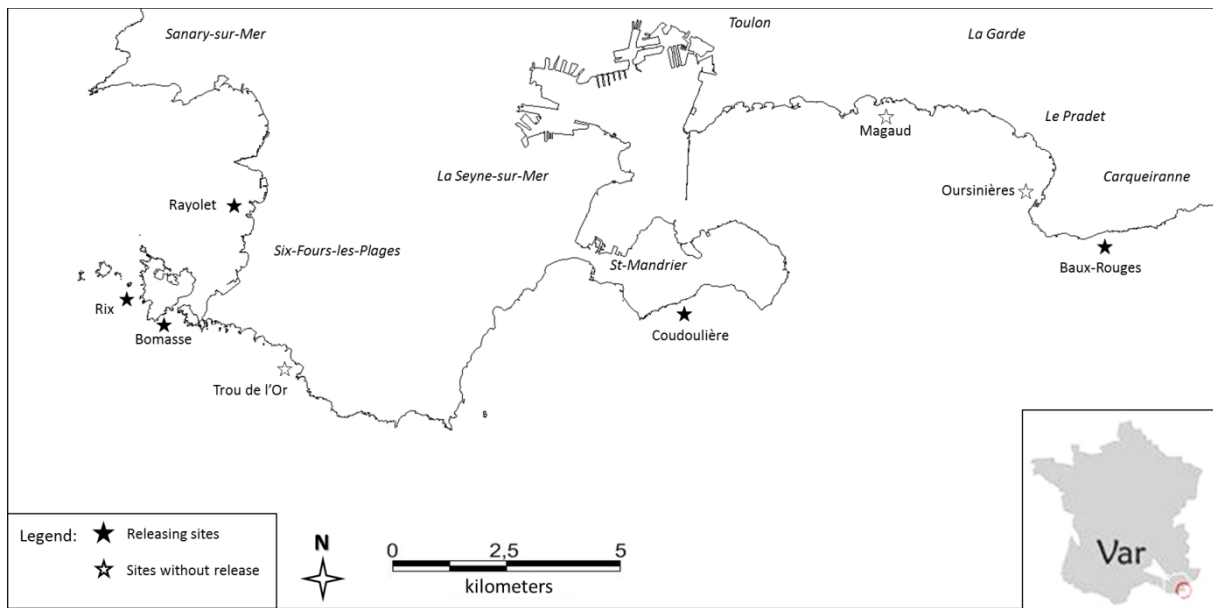 Sanary-sur-Mer
Toulon
La Garde
Magaud
Le Pradet
La Seyne-sur-Mer
Oursinières
Carqueiranne
Rayolet
Six-Fours-les-Plages
St-Mandrier
Baux-Rouges
Rix
Coudoulière
Bomasse
Trou de l'Or
Legend:
Releasing sites
Sites without release
N
0 2,5 5
kilometers
Var